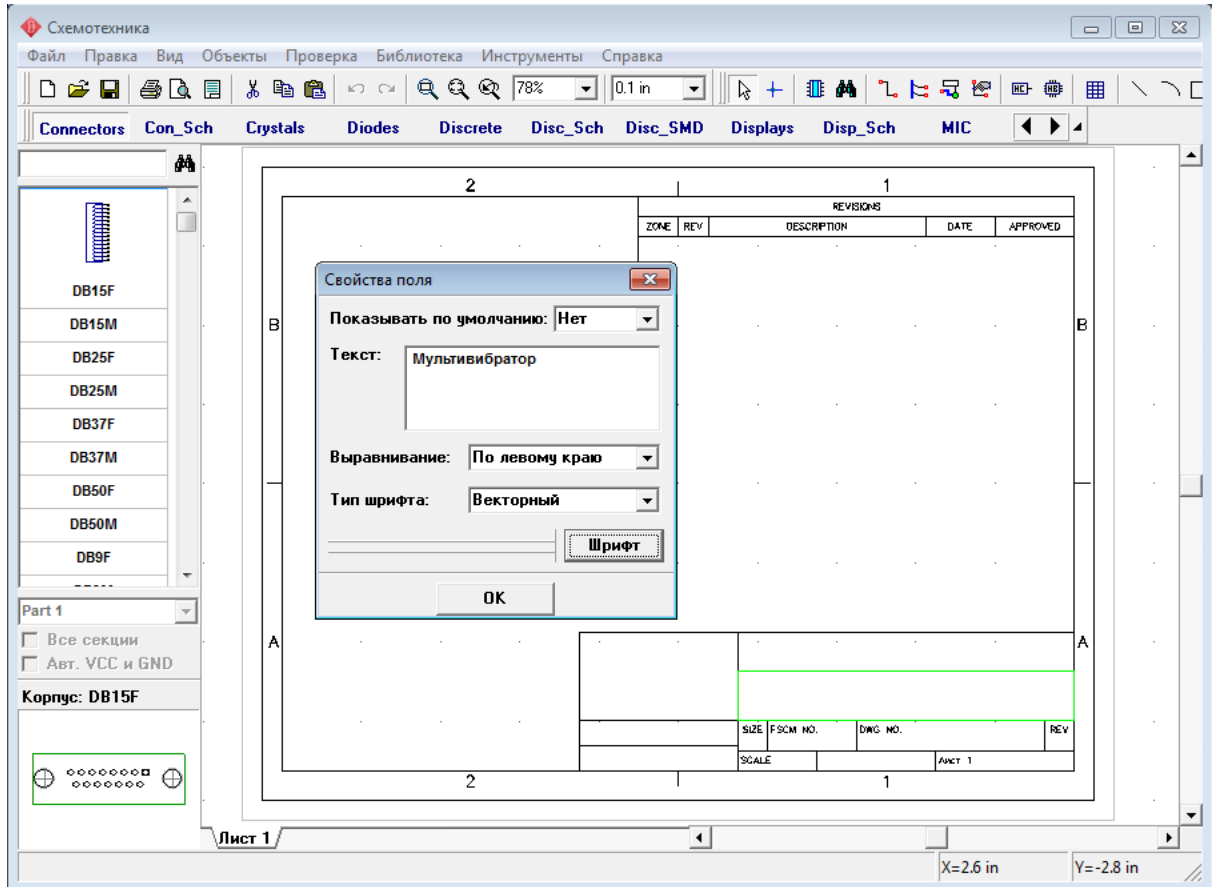 Схемотехника
Файл Правка Вид Объекты Проверка Библиотека Инструменты Справка
78% 0.1 in
Connectors Con_Sch Crystals Diodes Discrete Disc_Sch Disc_SMD Displays Disp_Sch MIC
2 1
REVISIONS
ZONE REV DESCRIPTION DATE APPROVED
DB15F
DB15M
DB25F
DB25M
DB37F
DB37M
DB50F
DB50M
DB9F
B B
Свойства поля
Показывать по умолчанию: Нет
Текст: Мультивибратор
Выравнивание: По левому краю
Тип шрифта: Векторный
Шрифт
OK
Part 1
Все секции
Авт. VCC и GND
Корпус: DB15F
A A
SIZE FSCM NO. DWG NO. REV
SCALE Лист 1
2 1
Лист 1
X=2.6 in Y=-2.8 in